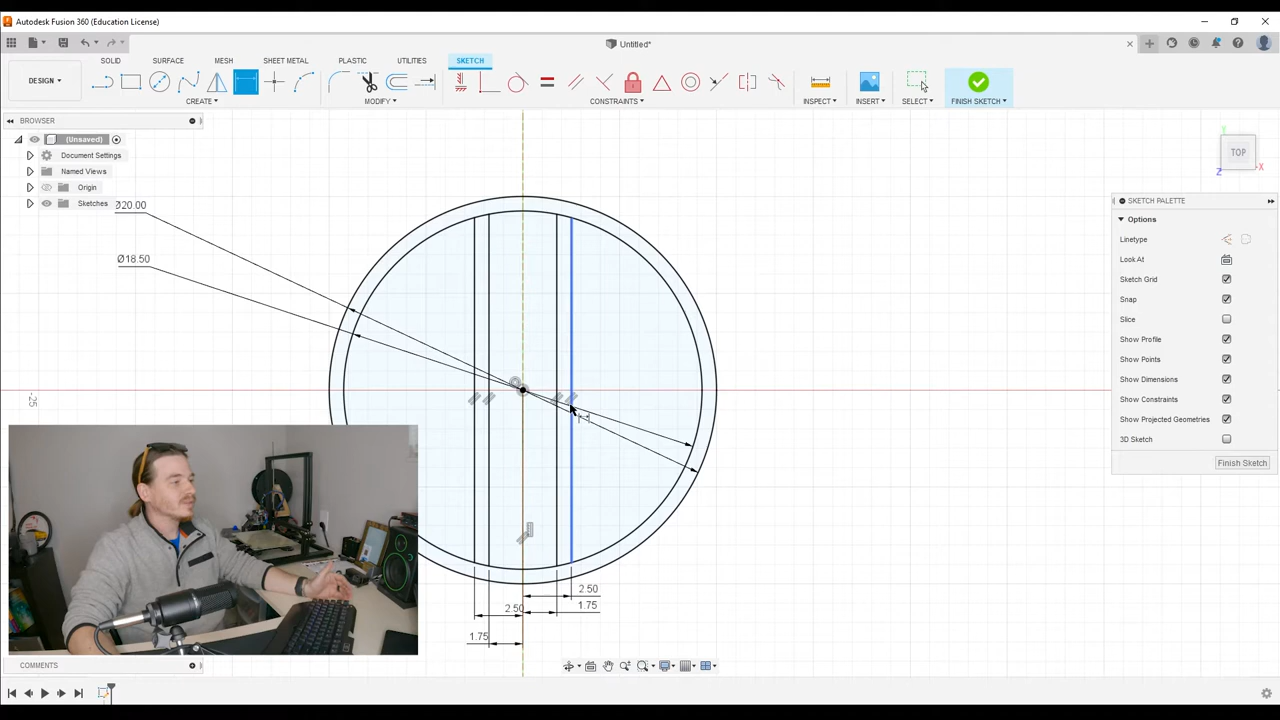 Autodesk Fusion 360 (Education License)
Untitled*
SOLID SURFACE MESH SHEET METAL PLASTIC UTILITIES SKETCH
DESIGN
CREATE MODIFY CONSTRAINTS INSPECT INSERT SELECT FINISH SKETCH
BROWSER
(Unsaved)
Document Settings
Named Views
Origin
Sketches
Ø20.00
Ø18.50
-25
TOP
Y
X
Z
SKETCH PALETTE
Options
Linetype
Look At
Sketch Grid
Snap
Slice
Show Profile
Show Points
Show Dimensions
Show Constraints
Show Projected Geometries
3D Sketch
Finish Sketch
2.50
1.75
2.50
1.75
COMMENTS